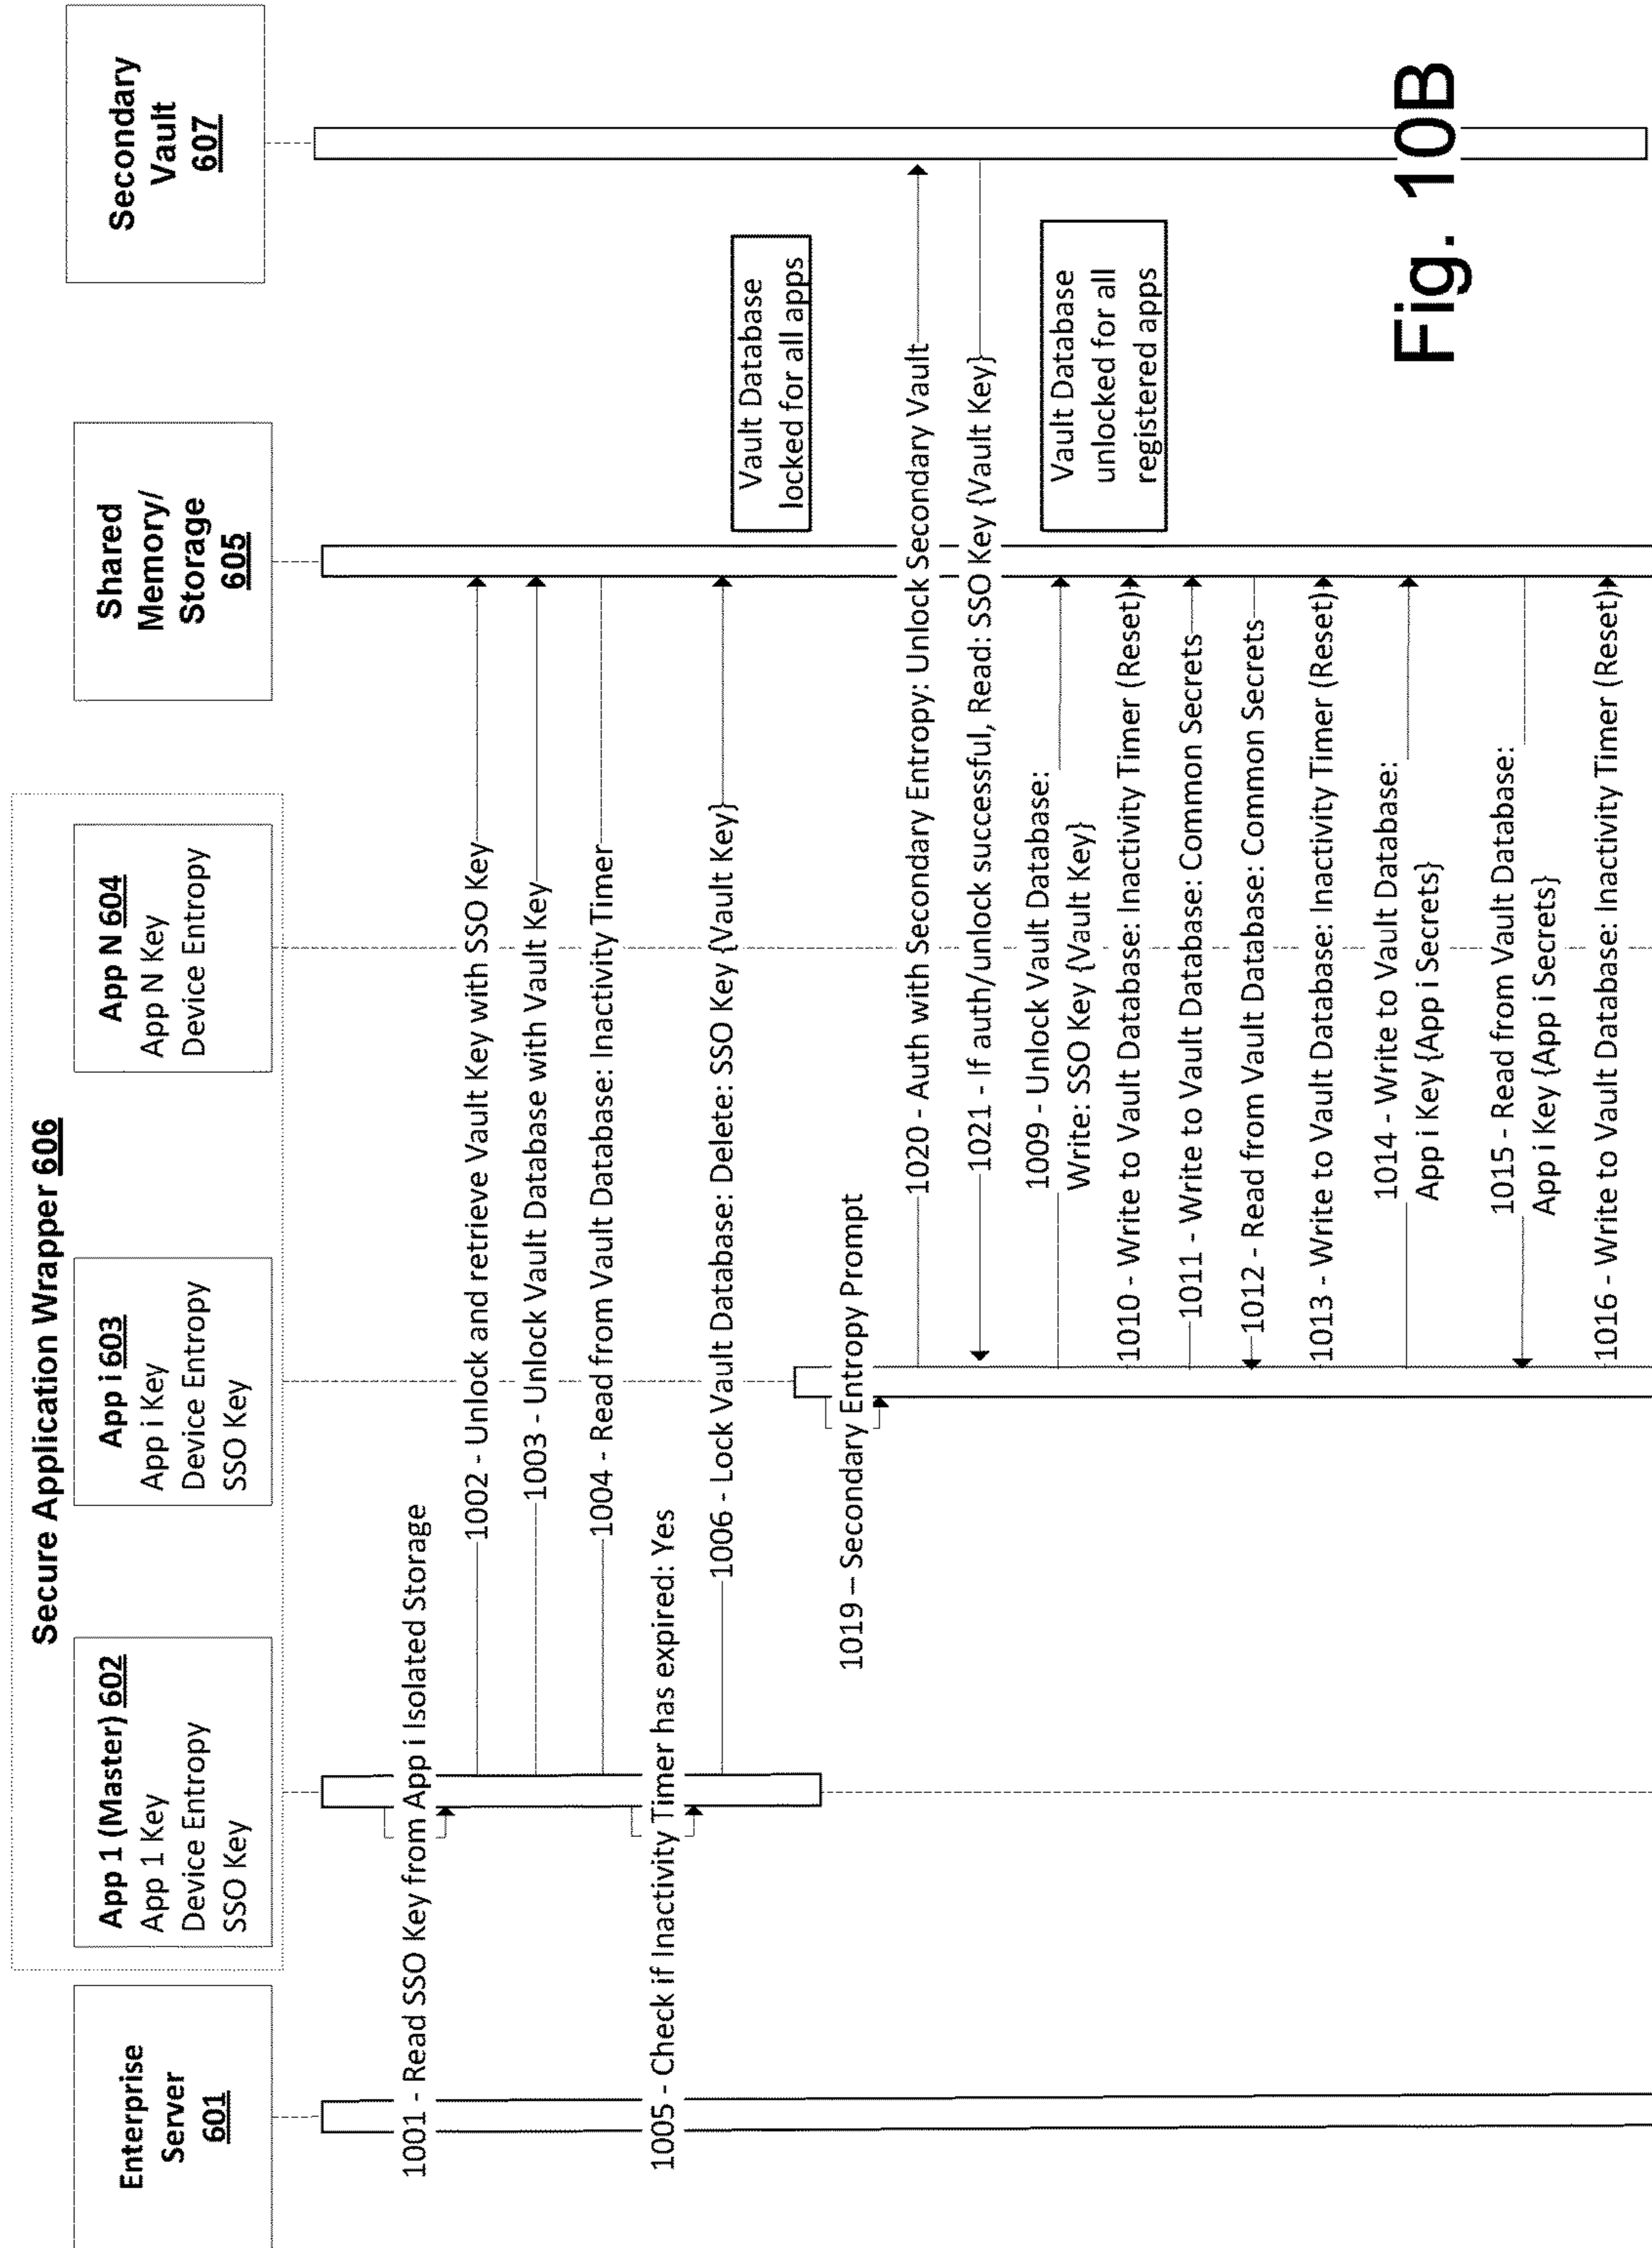 Secure Application Wrapper 606
Enterprise
Server
601
App 1 (Master) 602
App 1 Key
Device Entropy
SSO Key
App i 603
App i Key
Device Entropy
SSO Key
App N 604
App N Key
Device Entropy
Shared
Memory/
Storage
605
Secondary
Vault
607
1001 - Read SSO Key from App i Isolated Storage
1002 - Unlock and retrieve Vault Key with SSO Key
1003 - Unlock Vault Database with Vault Key
1004 - Read from Vault Database: Inactivity Timer
1005 - Check if Inactivity Timer has expired: Yes
1006 - Lock Vault Database: Delete: SSO Key {Vault Key}
Vault Database
locked for all apps
1019 – Secondary Entropy Prompt
1020 - Auth with Secondary Entropy: Unlock Secondary Vault
1021 - If auth/unlock successful, Read: SSO Key {Vault Key}
1009 - Unlock Vault Database:
Write: SSO Key {Vault Key}
Vault Database
unlocked for all
registered apps
1010 - Write to Vault Database: Inactivity Timer (Reset)
1011 - Write to Vault Database: Common Secrets
1012 - Read from Vault Database: Common Secrets
1013 - Write to Vault Database: Inactivity Timer (Reset)
1014 - Write to Vault Database:
App i Key {App i Secrets}
1015 - Read from Vault Database:
App i Key {App i Secrets}
1016 - Write to Vault Database: Inactivity Timer (Reset)
Fig. 10B